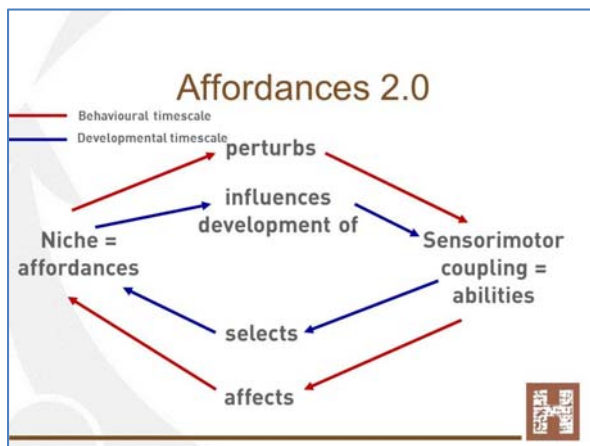 Affordances 2.0
Behavioural timescale
Developmental timescale
perturbs
influences
development of
Niche =
affordances
Sensorimotor
coupling =
abilities
selects
affects